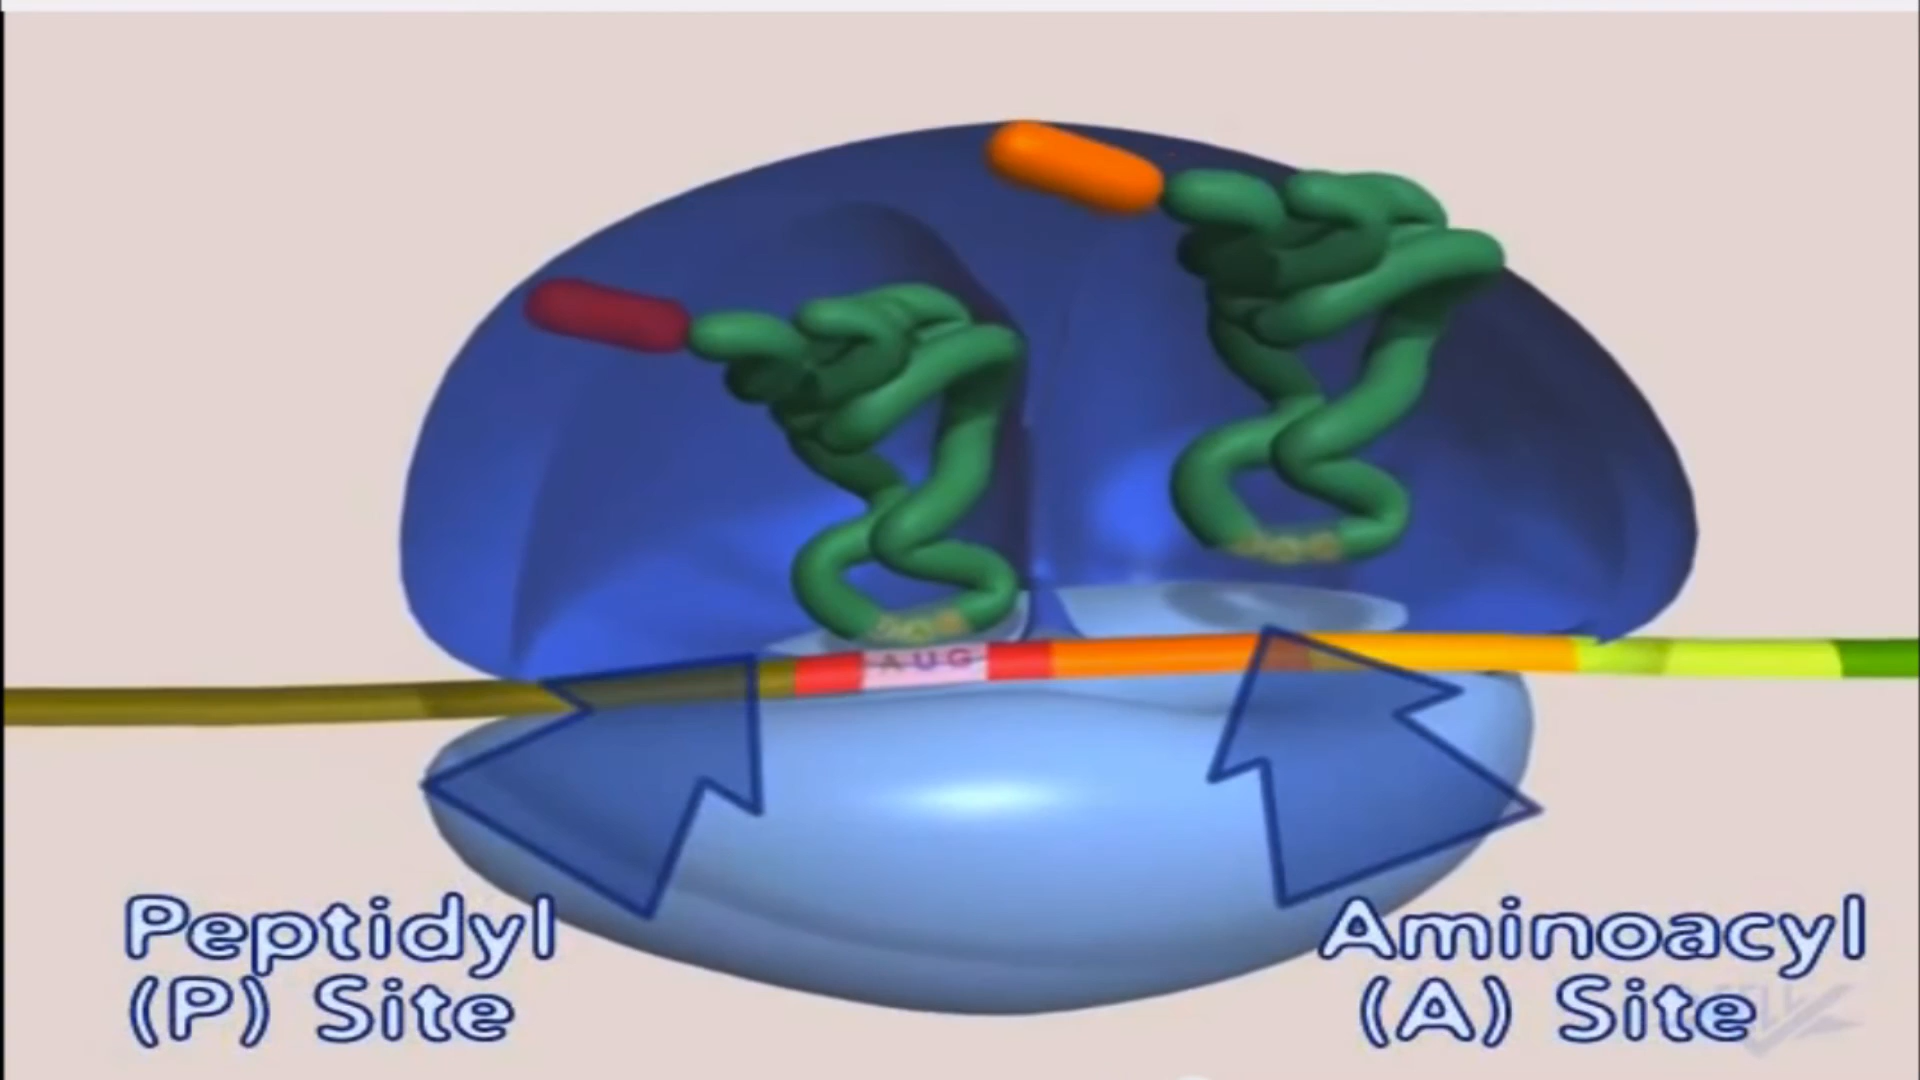 AUG
Peptidyl
(P) Site
Aminoacyl
(A) Site